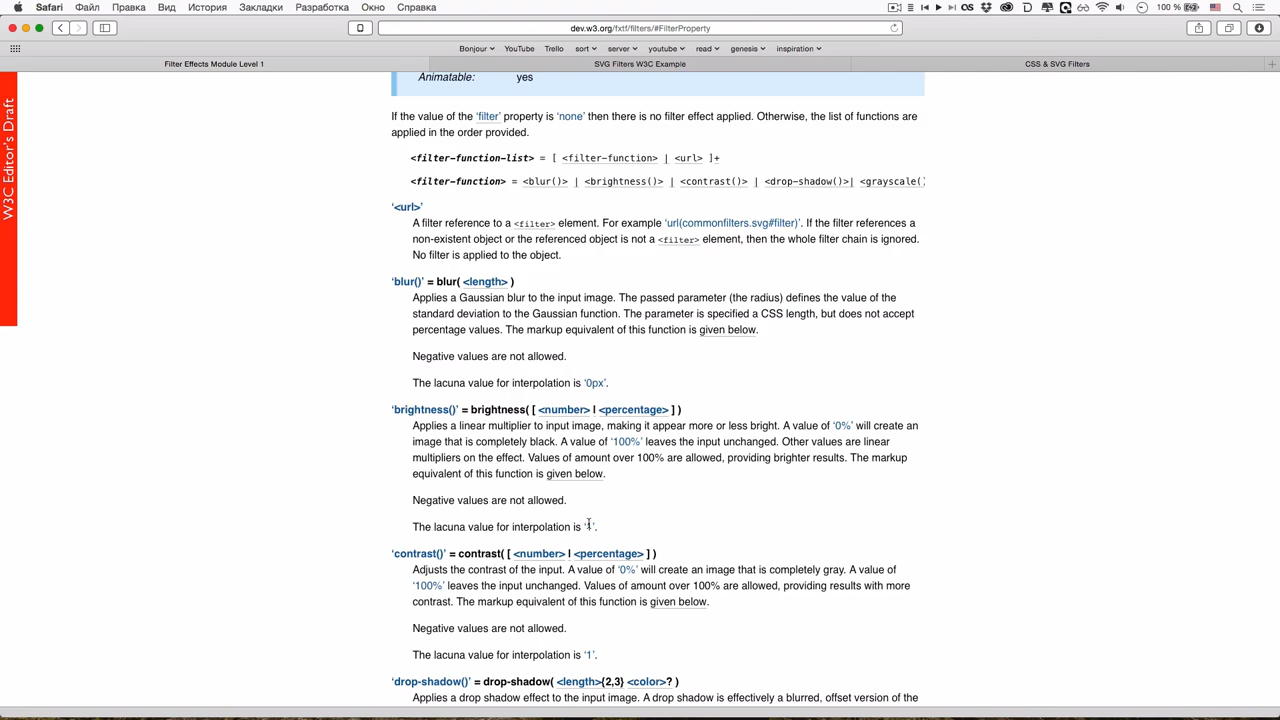 Safari Файл Правка Вид История Закладки Разработка Окно Справка 100 %
dev.w3.org/fxtf/filters/#FilterProperty
Bonjour YouTube Trello sort server youtube read genesis inspiration
Filter Effects Module Level 1 SVG Filters W3C Example CSS & SVG Filters
W3C Editor's Draft
Animatable: yes
If the value of the ‘filter’ property is ‘none’ then there is no filter effect applied. Otherwise, the list of functions are
applied in the order provided.
<filter-function-list> = [ <filter-function> | <url> ]+
<filter-function> = <blur()> | <brightness()> | <contrast()> | <drop-shadow()>| <grayscale()
‘<url>’
A filter reference to a <filter> element. For example ‘url(commonfilters.svg#filter)’. If the filter references a
non-existent object or the referenced object is not a <filter> element, then the whole filter chain is ignored.
No filter is applied to the object.
‘blur()’ = blur( <length> )
Applies a Gaussian blur to the input image. The passed parameter (the radius) defines the value of the
standard deviation to the Gaussian function. The parameter is specified a CSS length, but does not accept
percentage values. The markup equivalent of this function is given below.
Negative values are not allowed.
The lacuna value for interpolation is ‘0px’.
‘brightness()’ = brightness( [ <number> | <percentage> ] )
Applies a linear multiplier to input image, making it appear more or less bright. A value of ‘0%’ will create an
image that is completely black. A value of ‘100%’ leaves the input unchanged. Other values are linear
multipliers on the effect. Values of amount over 100% are allowed, providing brighter results. The markup
equivalent of this function is given below.
Negative values are not allowed.
The lacuna value for interpolation is
‘contrast()’ = contrast( [ <number> | <percentage> ] )
Adjusts the contrast of the input. A value of ‘0%’ will create an image that is completely gray. A value of
‘100%’ leaves the input unchanged. Values of amount over 100% are allowed, providing results with more
contrast. The markup equivalent of this function is given below.
Negative values are not allowed.
The lacuna value for interpolation is ‘1’.
‘drop-shadow()’ = drop-shadow( <length>{2,3} <color>? )
Applies a drop shadow effect to the input image. A drop shadow is effectively a blurred, offset version of the